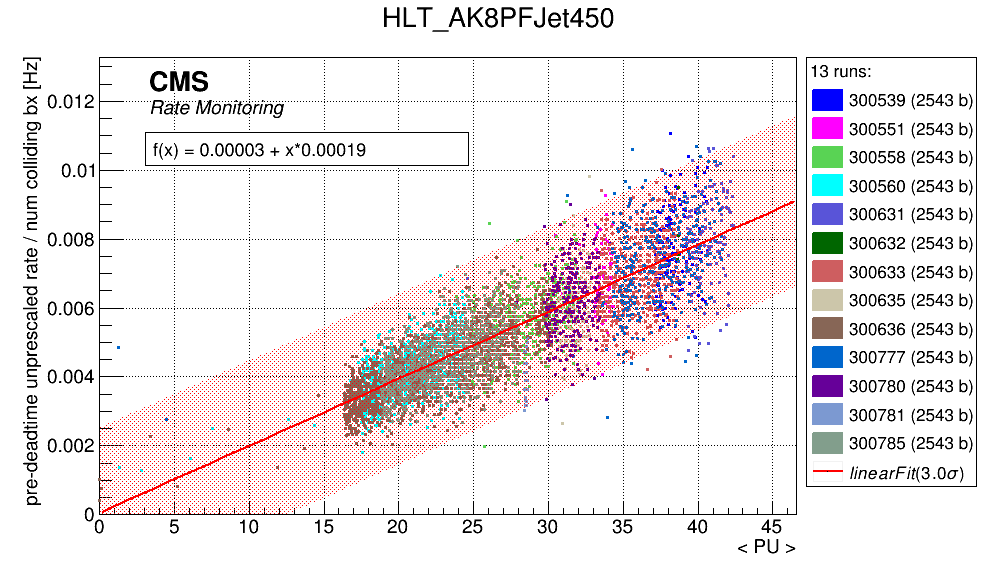 HLT_AK8PFJet450
pre-deadtime unprescaled rate / num colliding bx [Hz]
CMS
Rate Monitoring
f(x) = 0.00003 + x*0.00019
0.012
0.01
0.008
0.006
0.004
0.002
0
0 5 10 15 20 25 30 35 40 45
< PU >
13 runs:
300539 (2543 b)
300551 (2543 b)
300558 (2543 b)
300560 (2543 b)
300631 (2543 b)
300632 (2543 b)
300633 (2543 b)
300635 (2543 b)
300636 (2543 b)
300777 (2543 b)
300780 (2543 b)
300781 (2543 b)
300785 (2543 b)
linearFit(3.0σ)